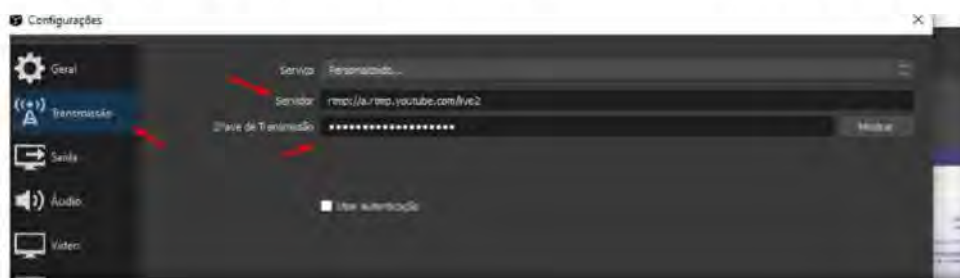 Configurações
Geral
Transmissão
Saída
Áudio
Vídeo
Serviço Personalizado...
Servidor rtmp://a.rtmp.youtube.com/live2
Chave de Transmissão ●●●●●●●●●●●●●●●●●●● Mostrar
Usar autenticação